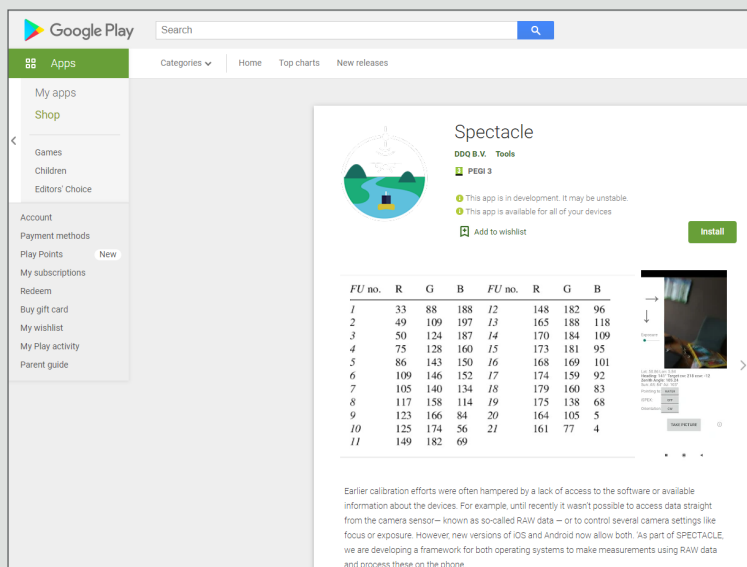 Google Play
Search
Apps
Categories
Home
Top charts
New releases
My apps
Shop
Games
Children
Editors' Choice
Account
Payment methods
Play Points New
My subscriptions
Redeem
Buy gift card
My wishlist
My Play activity
Parent guide
Spectacle
DDQ B.V. Tools
3 PEGI 3
This app is in development. It may be unstable.
This app is available for all of your devices
Add to wishlist
Install
FU no. R G B FU no. R G B
1 33 88 188 12 148 182 96
2 49 109 197 13 165 188 118
3 50 124 187 14 170 184 109
4 75 128 160 15 173 181 95
5 86 143 150 16 168 169 101
6 109 146 152 17 174 159 92
7 105 140 134 18 179 160 83
8 117 158 114 19 175 138 68
9 123 166 84 20 164 105 5
10 125 174 56 21 161 77 4
11 149 182 69
TAKE PICTURE
Earlier calibration efforts were often hampered by a lack of access to the software or available
information about the devices. For example, until recently it wasn't possible to access data straight
from the camera sensor— known as so-called RAW data — or to control several camera settings like
focus or exposure. However, new versions of iOS and Android now allow both. 'As part of SPECTACLE,
we are developing a framework for both operating systems to make measurements using RAW data
and process these on the phone